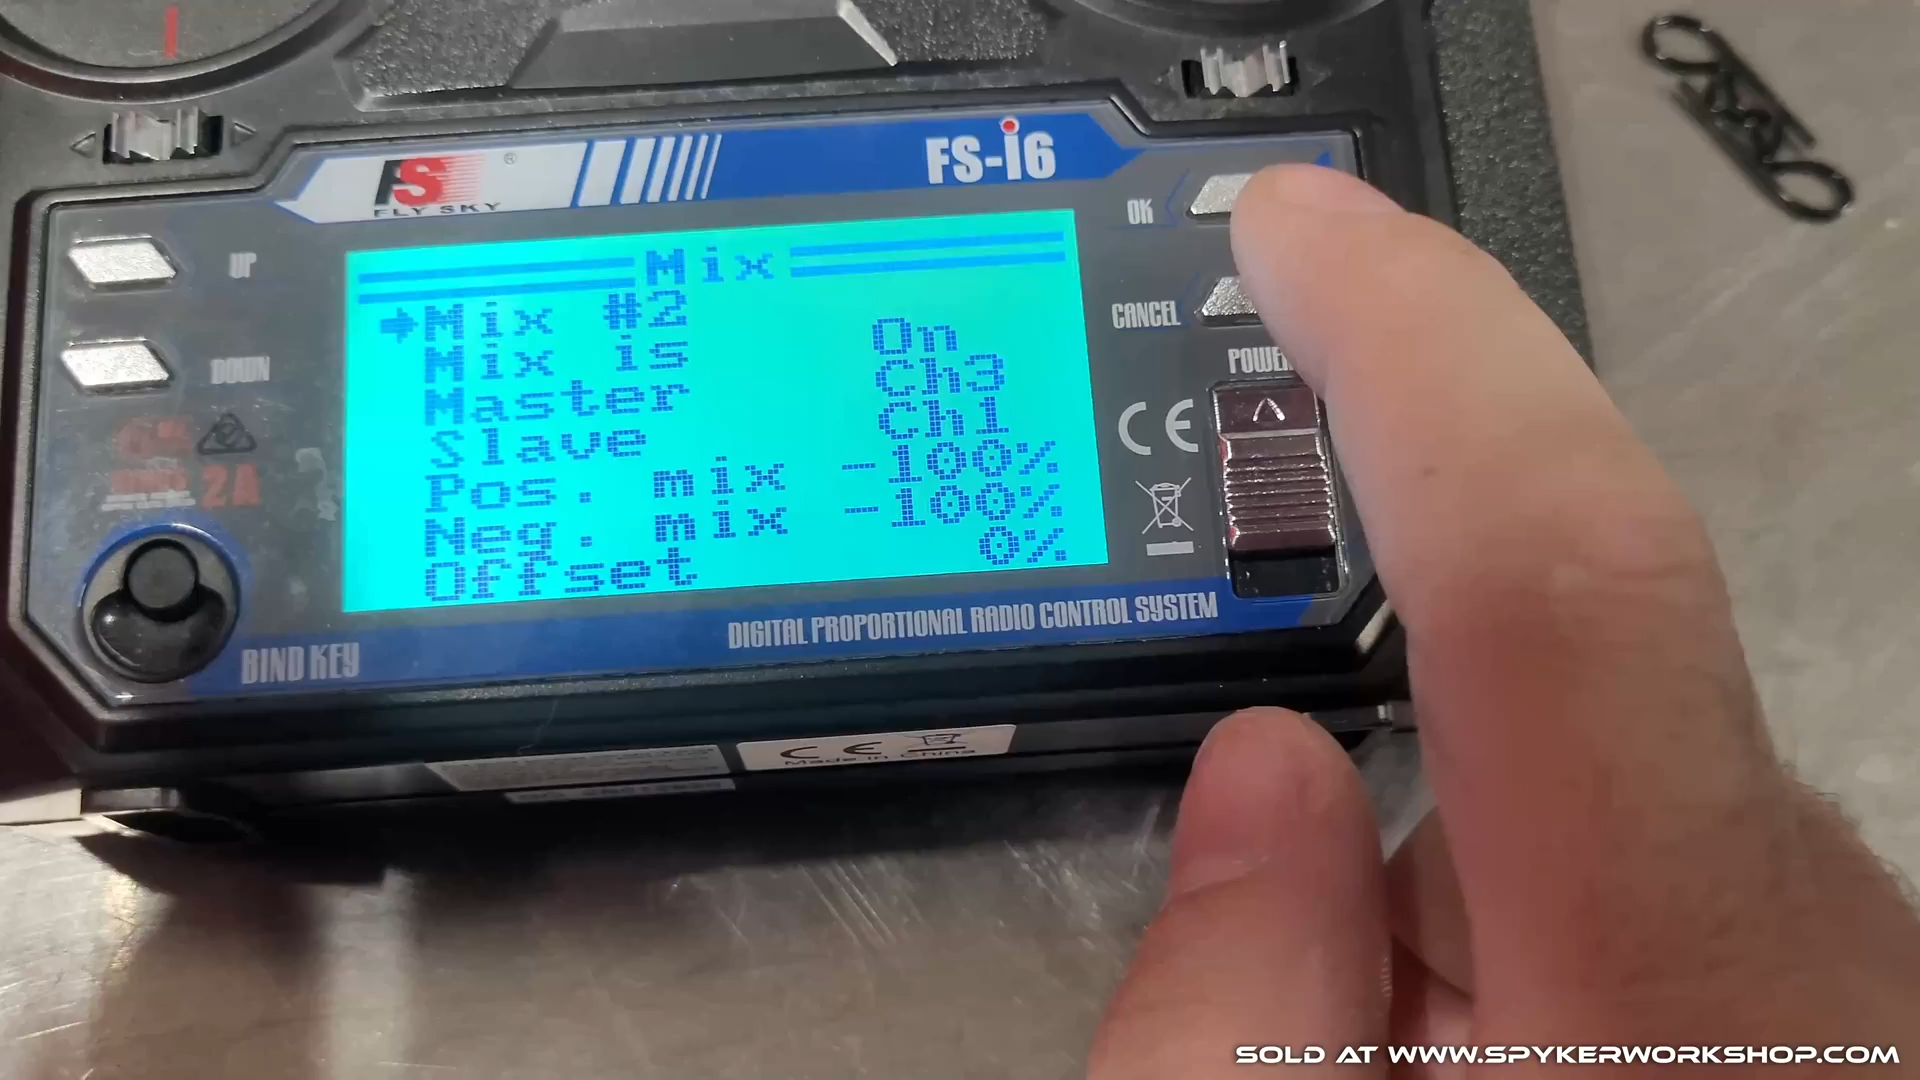 FLY SKY ®
FS-i6
UP
DOWN
OK
CANCEL
POWER
Mix
Mix #2
Mix is On
Master Ch3
Slave Ch1
Pos. mix -100%
Neg. mix -100%
Offset 0%
2A
CE
BIND KEY
DIGITAL PROPORTIONAL RADIO CONTROL SYSTEM
CE
Made in China
SOLD AT WWW.SPYKERWORKSHOP.COM